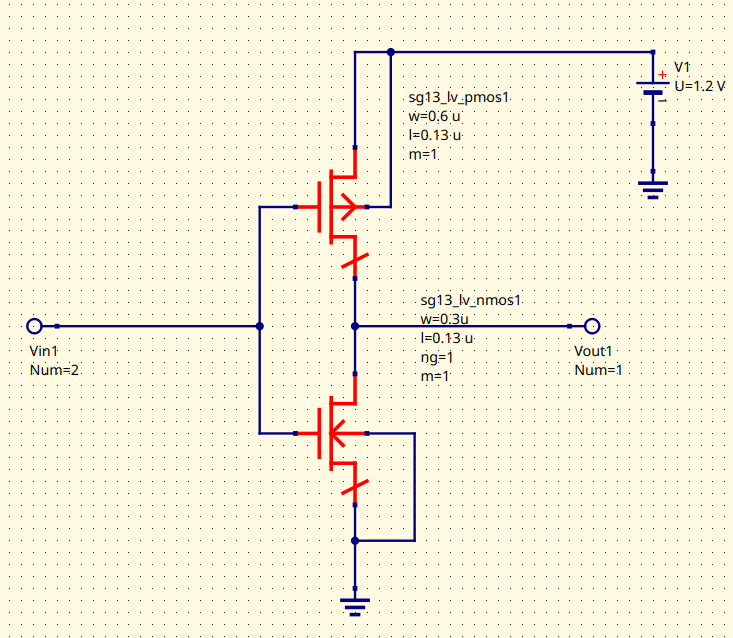 V1
U=1.2 V
sg13_lv_pmos1
w=0.6 u
l=0.13 u
m=1
sg13_lv_nmos1
w=0.3u
l=0.13 u
ng=1
m=1
Vin1
Num=2
Vout1
Num=1